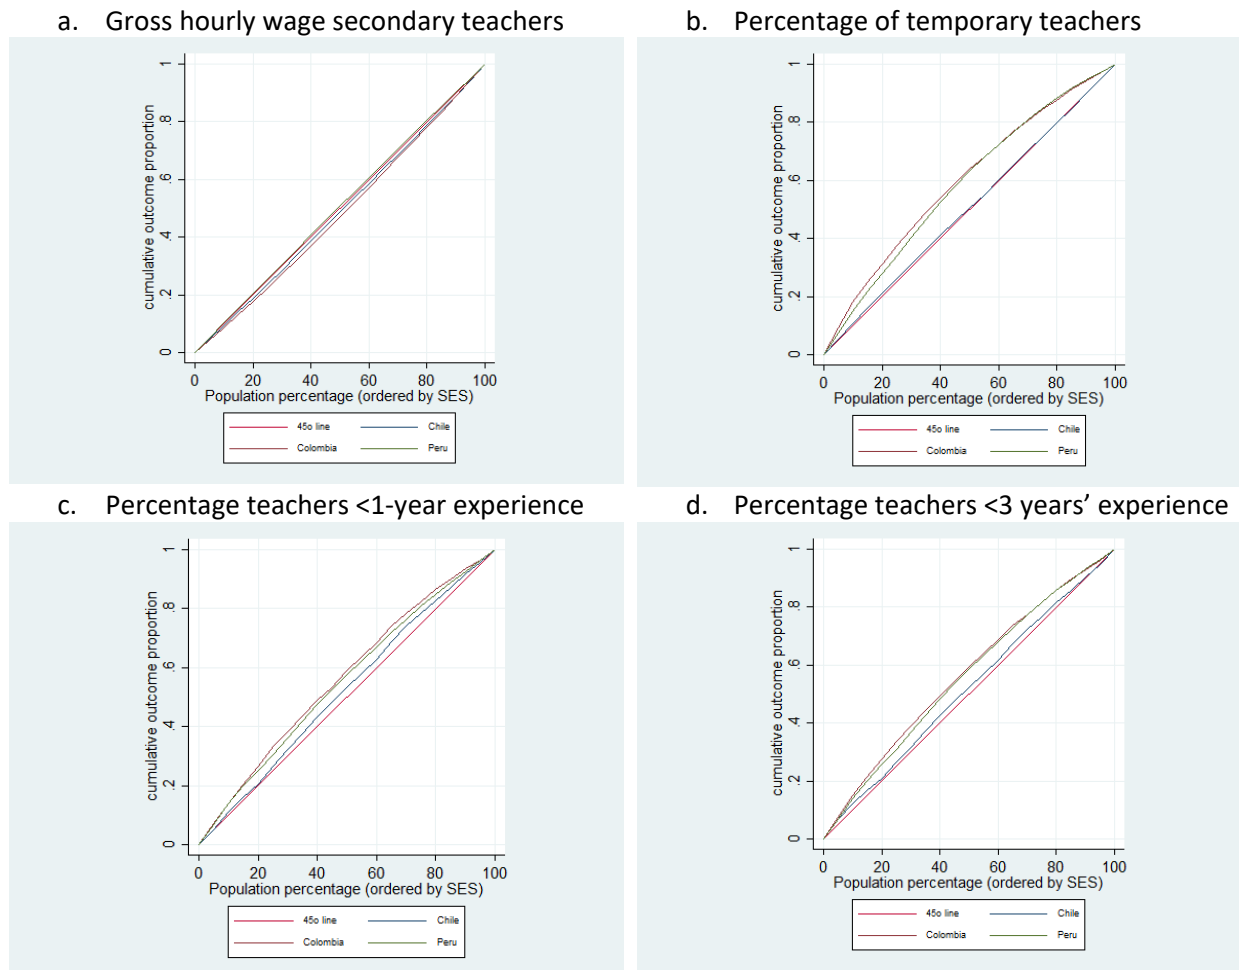 a. Gross hourly wage secondary teachers
cumulative outcome proportion
1
.8
.6
.4
.2
0
0 20 40 60 80 100
Population percentage (ordered by SES)
45o line Chile
Colombia Peru
b. Percentage of temporary teachers
cumulative outcome proportion
1
.8
.6
.4
.2
0
0 20 40 60 80 100
Population percentage (ordered by SES)
45o line Chile
Colombia Peru
c. Percentage teachers <1-year experience
cumulative outcome proportion
1
.8
.6
.4
.2
0
0 20 40 60 80 100
Population percentage (ordered by SES)
45o line Chile
Colombia Peru
d. Percentage teachers <3 years’ experience
cumulative outcome proportion
1
.8
.6
.4
.2
0
0 20 40 60 80 100
Population percentage (ordered by SES)
45o line Chile
Colombia Peru